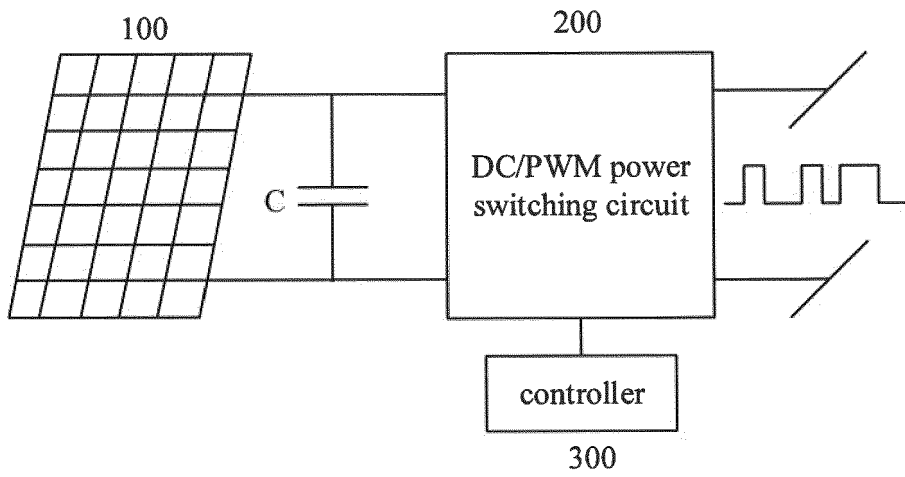 100
200
C
DC/PWM power
switching circuit
controller
300